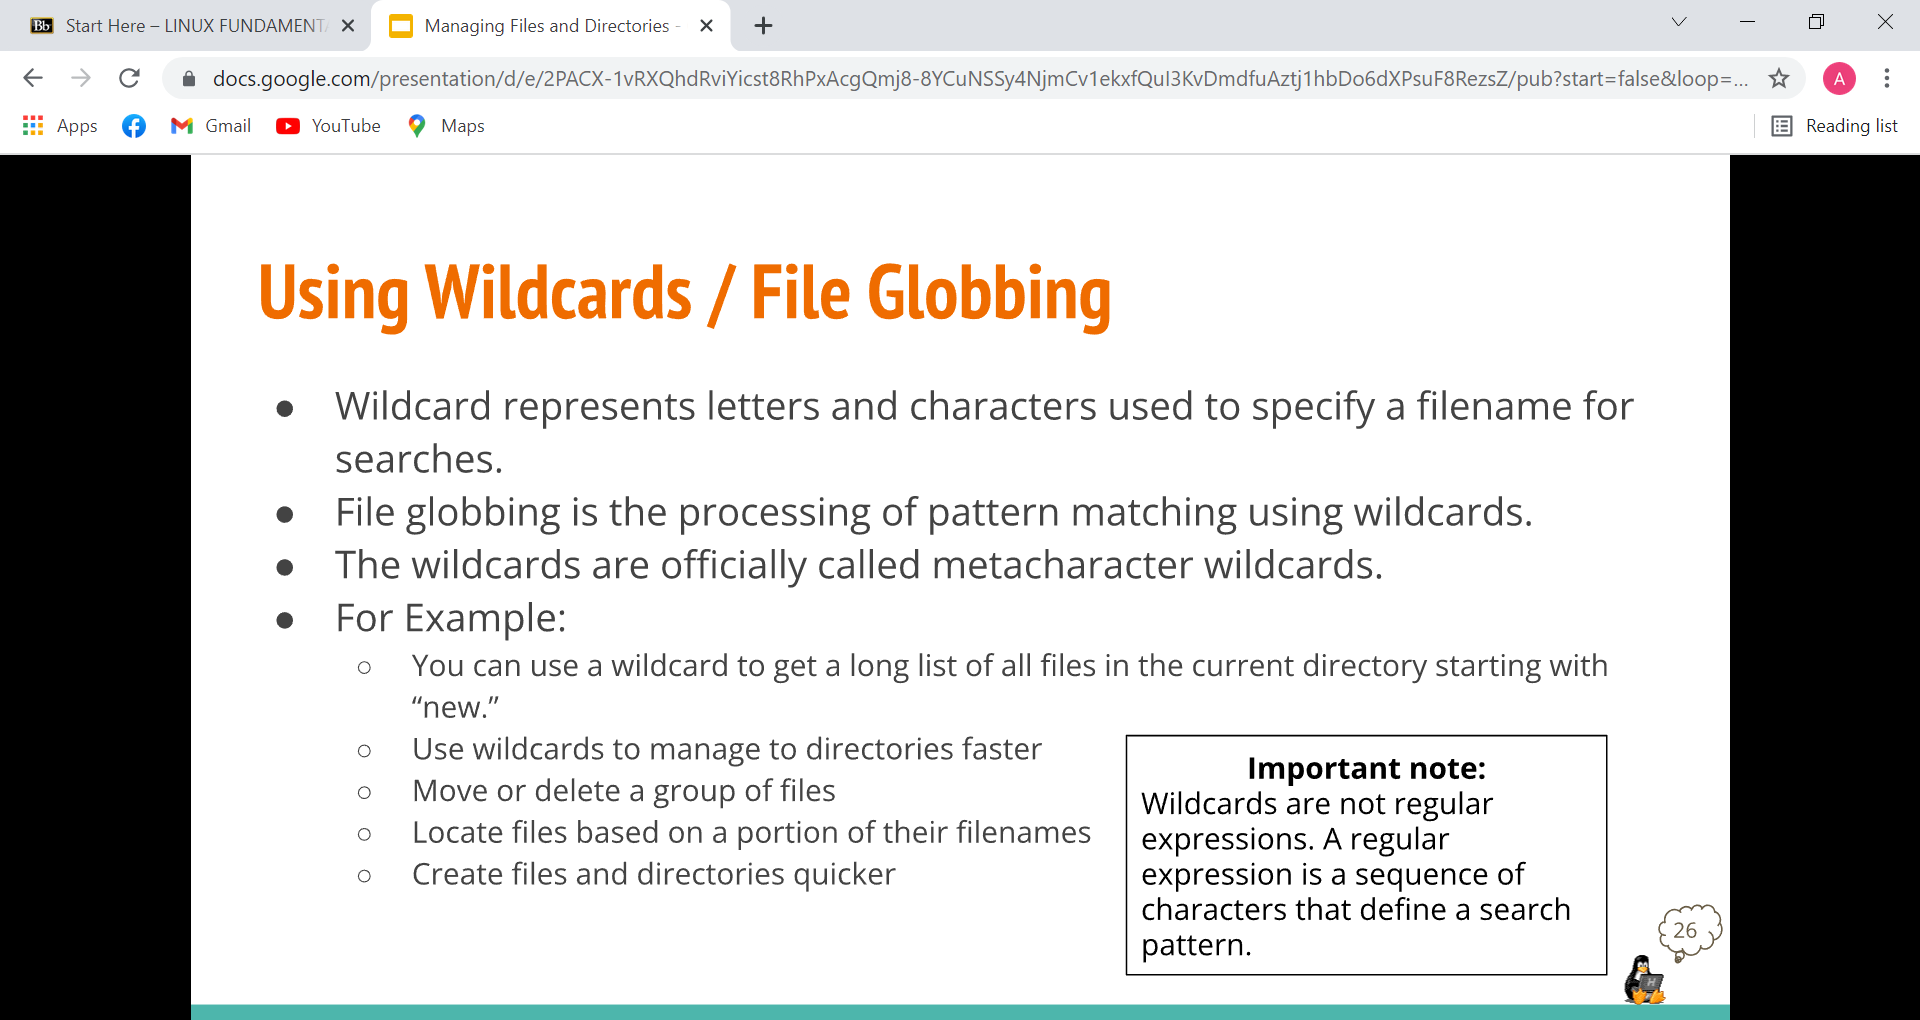 Bb Start Here – LINUX FUNDAMENTA
Managing Files and Directories -
docs.google.com/presentation/d/e/2PACX-1vRXQhdRviYicst8RhPxAcgQmj8-8YCuNSSy4NjmCv1ekxfQuI3KvDmdfuAztj1hbDo6dXPsuF8RezsZ/pub?start=false&loop=...
A
Apps Gmail YouTube Maps Reading list
Using Wildcards / File Globbing
● Wildcard represents letters and characters used to specify a filename for
searches.
● File globbing is the processing of pattern matching using wildcards.
● The wildcards are officially called metacharacter wildcards.
● For Example:
○ You can use a wildcard to get a long list of all files in the current directory starting with
“new.”
○ Use wildcards to manage to directories faster
○ Move or delete a group of files
○ Locate files based on a portion of their filenames
○ Create files and directories quicker
Important note:
Wildcards are not regular
expressions. A regular
expression is a sequence of
characters that define a search
pattern.
26